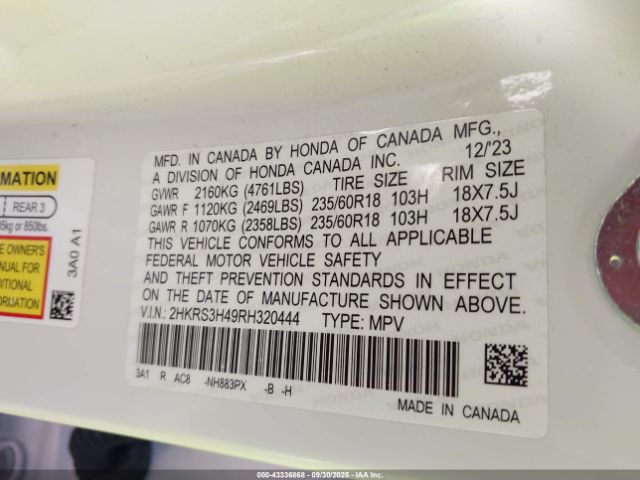 MFD. IN CANADA BY HONDA OF CANADA MFG.,
A DIVISION OF HONDA CANADA INC. 12/'23
GVWR 2160KG (4761LBS) TIRE SIZE RIM SIZE
GAWR F 1120KG (2469LBS) 235/60R18 103H 18X7.5J
GAWR R 1070KG (2358LBS) 235/60R18 103H 18X7.5J
THIS VEHICLE CONFORMS TO ALL APPLICABLE
FEDERAL MOTOR VEHICLE SAFETY
AND THEFT PREVENTION STANDARDS IN EFFECT
ON THE DATE OF MANUFACTURE SHOWN ABOVE.
V.I.N.: 2HKRS3H49RH320444 TYPE: MPV
3A1 R AC8 -NH883PX -B -H
MADE IN CANADA
REAR 3
or 850lbs.
3A0 A1
OWNER'S
FOR
IAA
000-43336868 | 09/30/2025 - IAA, Inc.